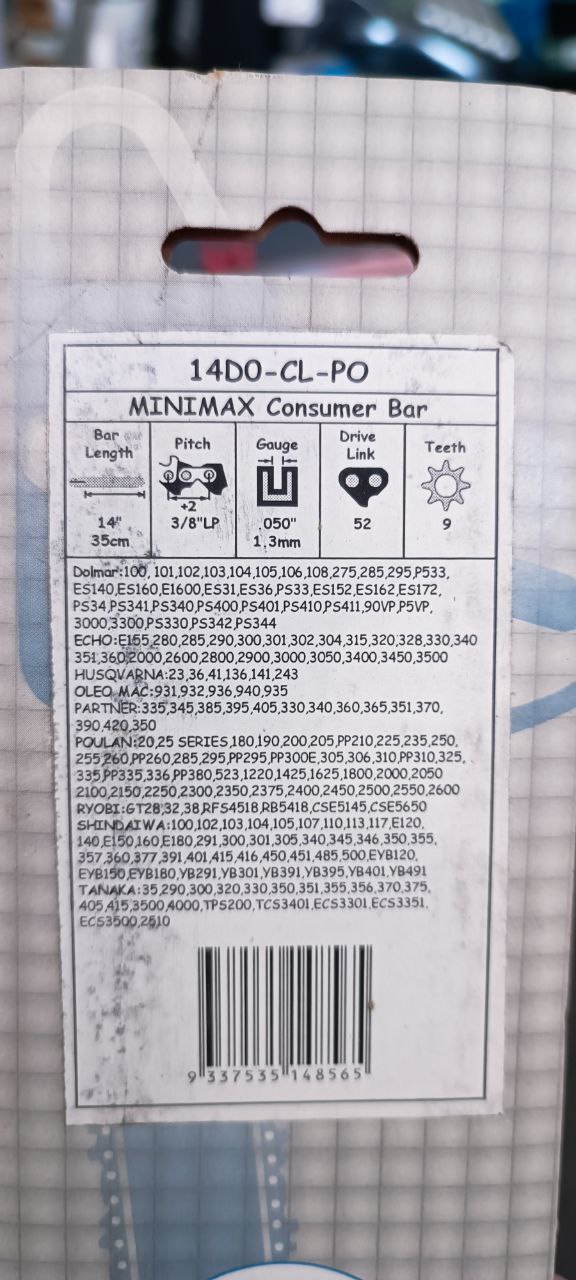 14D0-CL-PO
MINIMAX Consumer Bar
Bar Length
Pitch
Gauge
Drive Link
Teeth
÷2
14"
35cm
3/8"LP
.050"
1.3mm
52
9
Dolmar:100, 101,102,103,104,105,106,108,275,285,295,P533,
ES140,ES160,E1600,ES31,ES36,PS33,ES152,ES162,ES172,
PS34,PS341,PS340,PS400,PS401,PS410,PS411,90VP,P5VP,
3000,3300,PS330,PS342,PS344
ECHO:E155,280,285,290,300,301,302,304,315,320,328,330,340
351,360,2000,2600,2800,2900,3000,3050,3400,3450,3500
HUSQVARNA:23,36,41,136,141,243
OLEO MAC:931,932,936,940,935
PARTNER:335,345,385,395,405,330,340,360,365,351,370,
390,420,350
POULAN:20,25 SERIES,180,190,200,205,PP210,225,235,250,
255,260,PP260,285,295,PP295,PP300E,305,306,310,PP310,325,
335,PP335,336,PP380,523,1220,1425,1625,1800,2000,2050
2100,2150,2250,2300,2350,2375,2400,2450,2500,2550,2600
RYOBI:GT28,32,38,RFS4518,RB5418,CSE5145,CSE5650
SHINDAIWA:100,102,103,104,105,107,110,113,117,E120,
140,E150,160,E180,291,300,301,305,340,345,346,350,355,
357,360,377,391,401,415,416,450,451,485,500,EYB120,
EYB150,EYB180,YB291,YB301,YB391,YB395,YB401,YB491
TANAKA:35,290,300,320,330,350,351,355,356,370,375,
405,415,3500,4000,TPS200,TCS3401,ECS3301,ECS3351,
ECS3500,2510
9 337535 148565